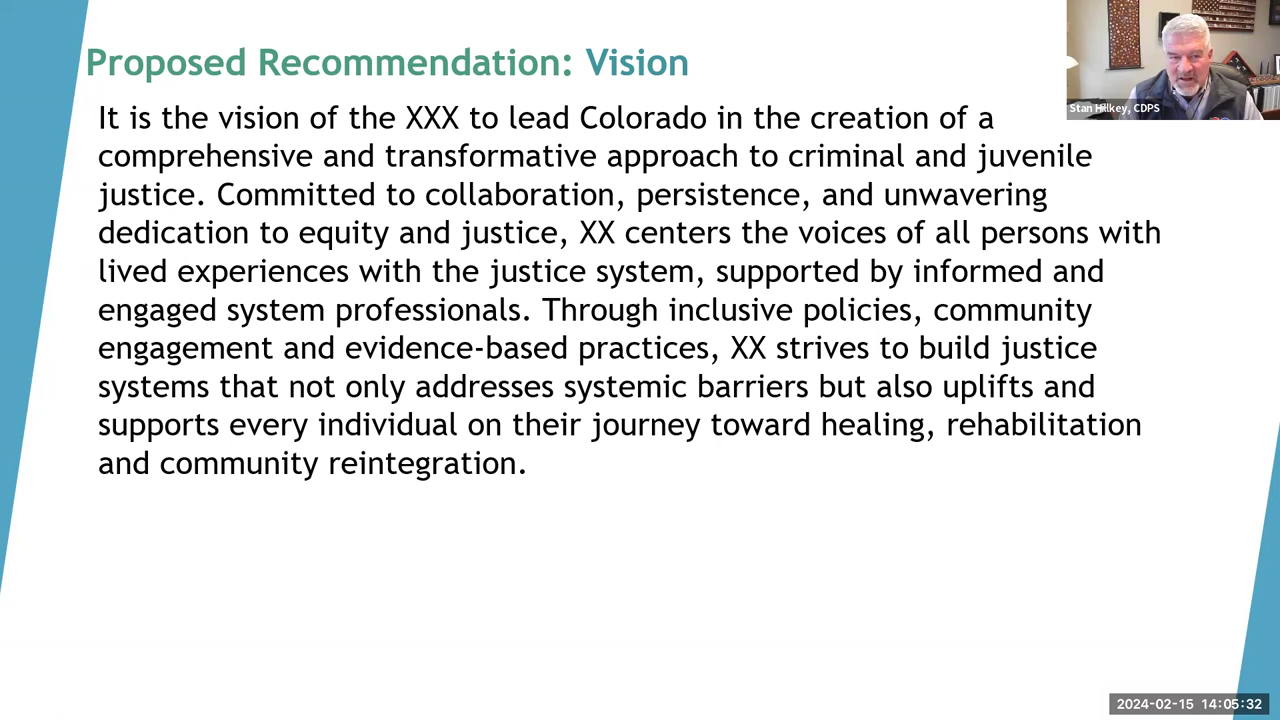 Proposed Recommendation: Vision
Stan Hilkey, CDPS
It is the vision of the XXX to lead Colorado in the creation of a
comprehensive and transformative approach to criminal and juvenile
justice. Committed to collaboration, persistence, and unwavering
dedication to equity and justice, XX centers the voices of all persons with
lived experiences with the justice system, supported by informed and
engaged system professionals. Through inclusive policies, community
engagement and evidence-based practices, XX strives to build justice
systems that not only addresses systemic barriers but also uplifts and
supports every individual on their journey toward healing, rehabilitation
and community reintegration.
2024-02-15 14:05:32